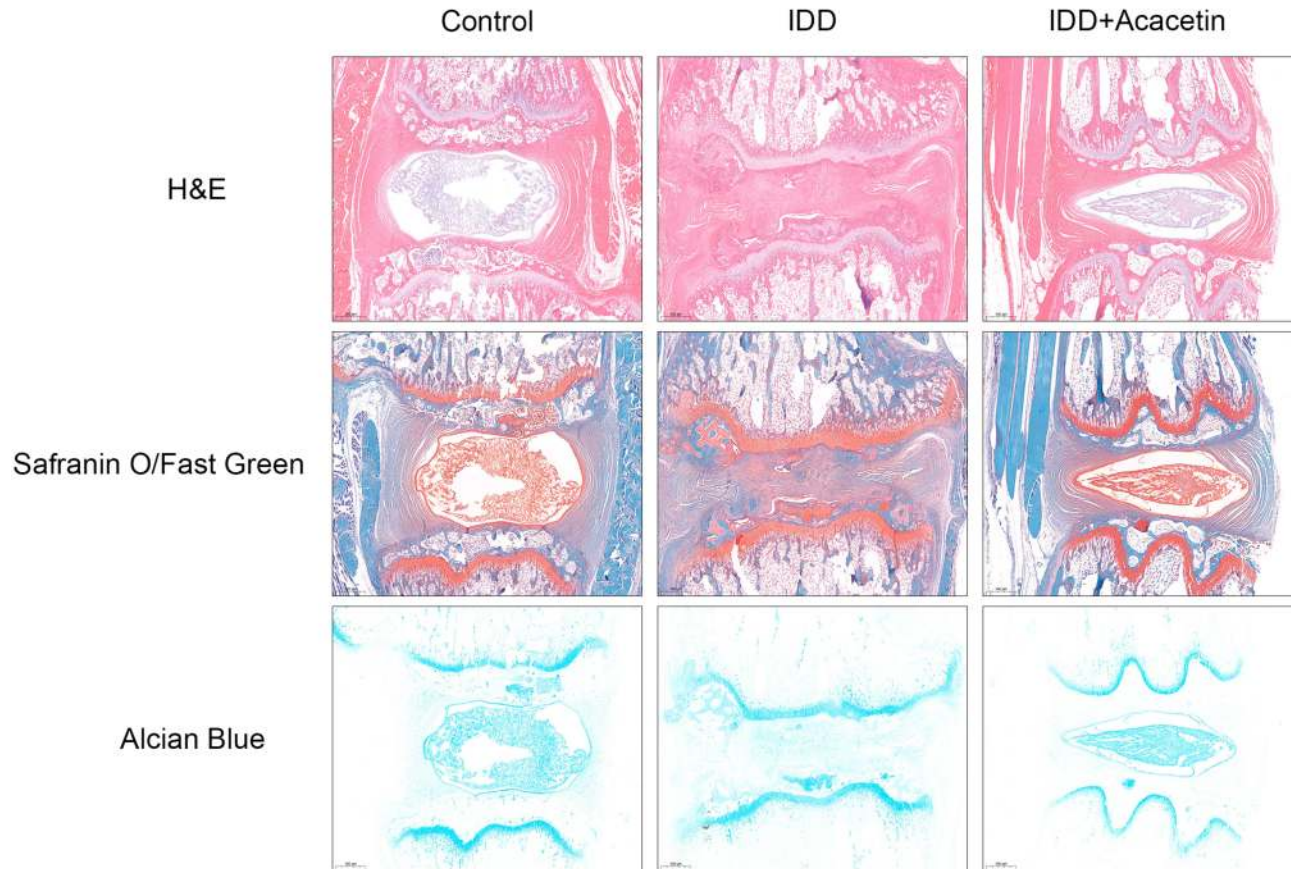 Control IDD IDD+Acacetin
H&E
Safranin O/Fast Green
Alcian Blue